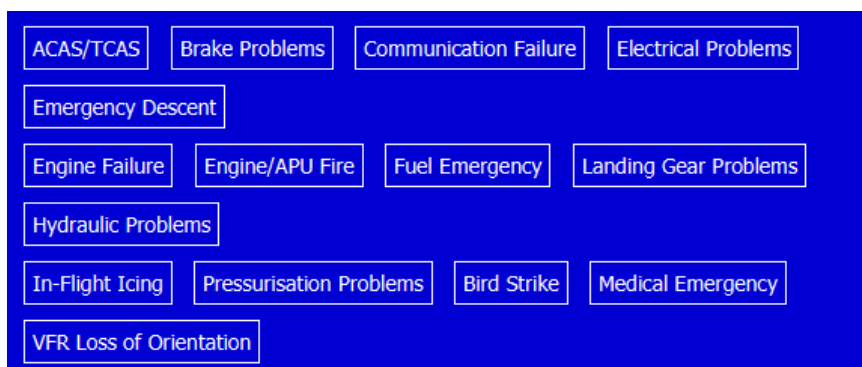 ACAS/TCAS Brake Problems Communication Failure Electrical Problems
Emergency Descent
Engine Failure Engine/APU Fire Fuel Emergency Landing Gear Problems
Hydraulic Problems
In-Flight Icing Pressurisation Problems Bird Strike Medical Emergency
VFR Loss of Orientation